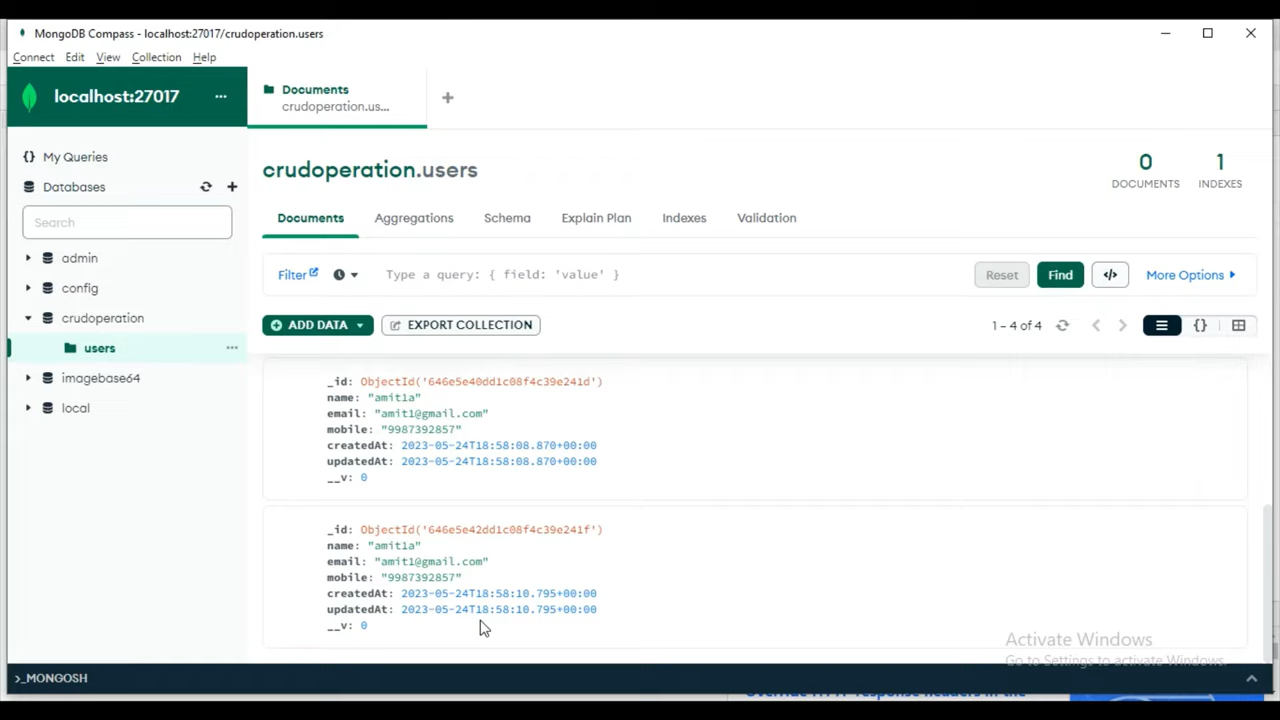 MongoDB Compass - localhost:27017/crudoperation.users
Connect Edit View Collection Help
localhost:27017 ...
Documents
crudoperation.us...
My Queries
Databases
Search
admin
config
crudoperation
users ...
imagebase64
local
crudoperation.users
0
DOCUMENTS
1
INDEXES
Documents Aggregations Schema Explain Plan Indexes Validation
Filter Type a query: { field: 'value' } Reset Find </> More Options
ADD DATA EXPORT COLLECTION 1 – 4 of 4 {}
_id: ObjectId('646e5e40dd1c08f4c39e241d')
name: "amit1a"
email: "amit1@gmail.com"
mobile: "9987392857"
createdAt: 2023-05-24T18:58:08.870+00:00
updatedAt: 2023-05-24T18:58:08.870+00:00
__v: 0
_id: ObjectId('646e5e42dd1c08f4c39e241f')
name: "amit1a"
email: "amit1@gmail.com"
mobile: "9987392857"
createdAt: 2023-05-24T18:58:10.795+00:00
updatedAt: 2023-05-24T18:58:10.795+00:00
__v: 0
Activate Windows
Go to Settings to activate Windows.
>_MONGOSH